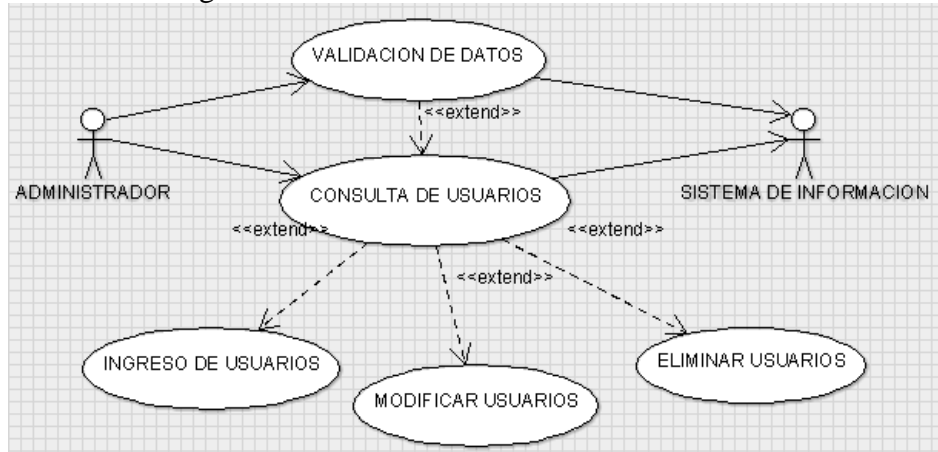 VALIDACION DE DATOS
<<extend>>
ADMINISTRADOR
SISTEMA DE INFORMACION
CONSULTA DE USUARIOS
<<extend>>
<<extend>>
<<extend>>
INGRESO DE USUARIOS
ELIMINAR USUARIOS
MODIFICAR USUARIOS